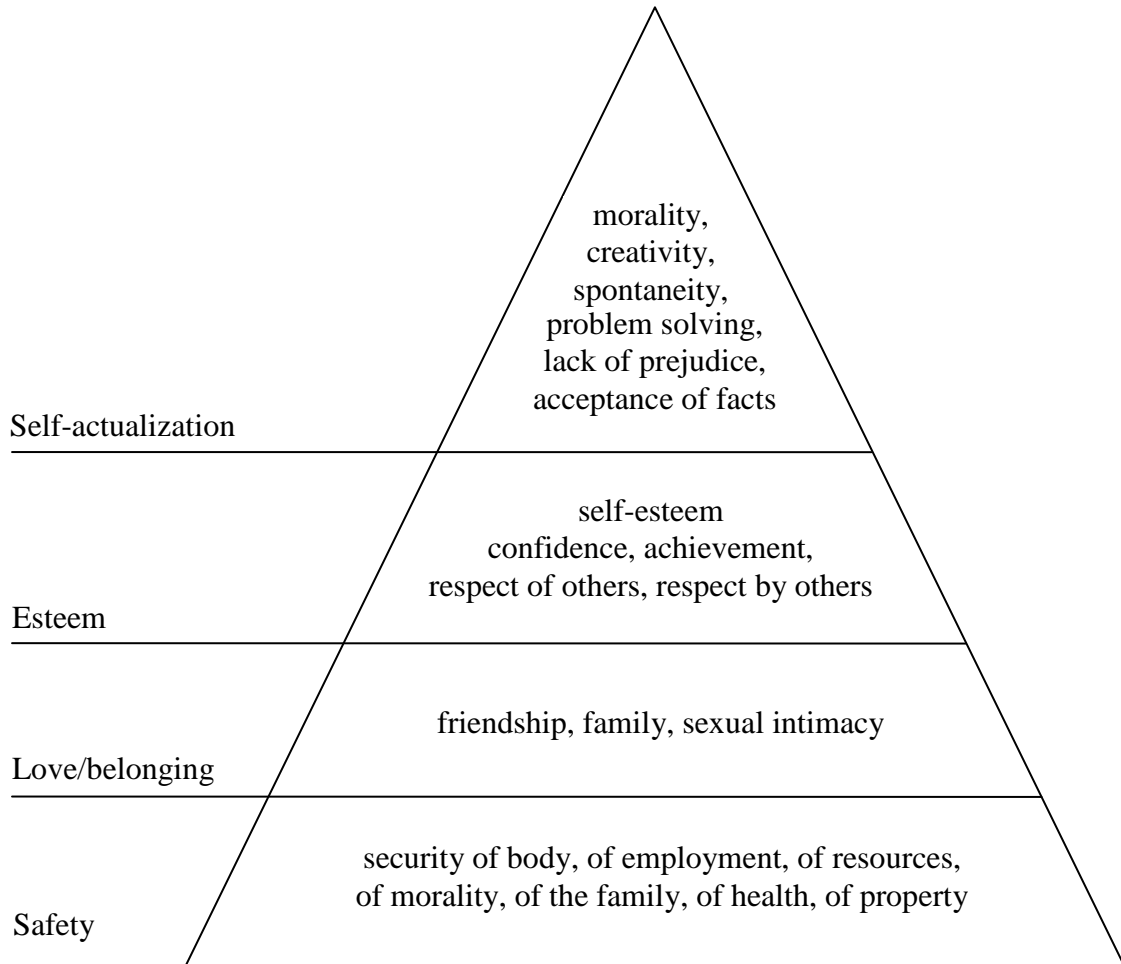 morality,
creativity,
spontaneity,
problem solving,
lack of prejudice,
acceptance of facts
Self-actualization
self-esteem
confidence, achievement,
respect of others, respect by others
Esteem
friendship, family, sexual intimacy
Love/belonging
security of body, of employment, of resources,
of morality, of the family, of health, of property
Safety